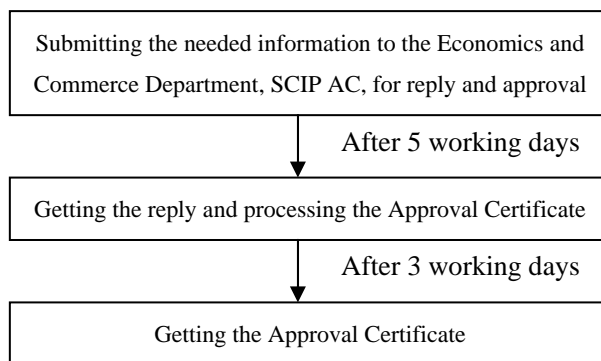 Submitting the needed information to the Economics and
Commerce Department, SCIP AC, for reply and approval
After 5 working days
Getting the reply and processing the Approval Certificate
After 3 working days
Getting the Approval Certificate